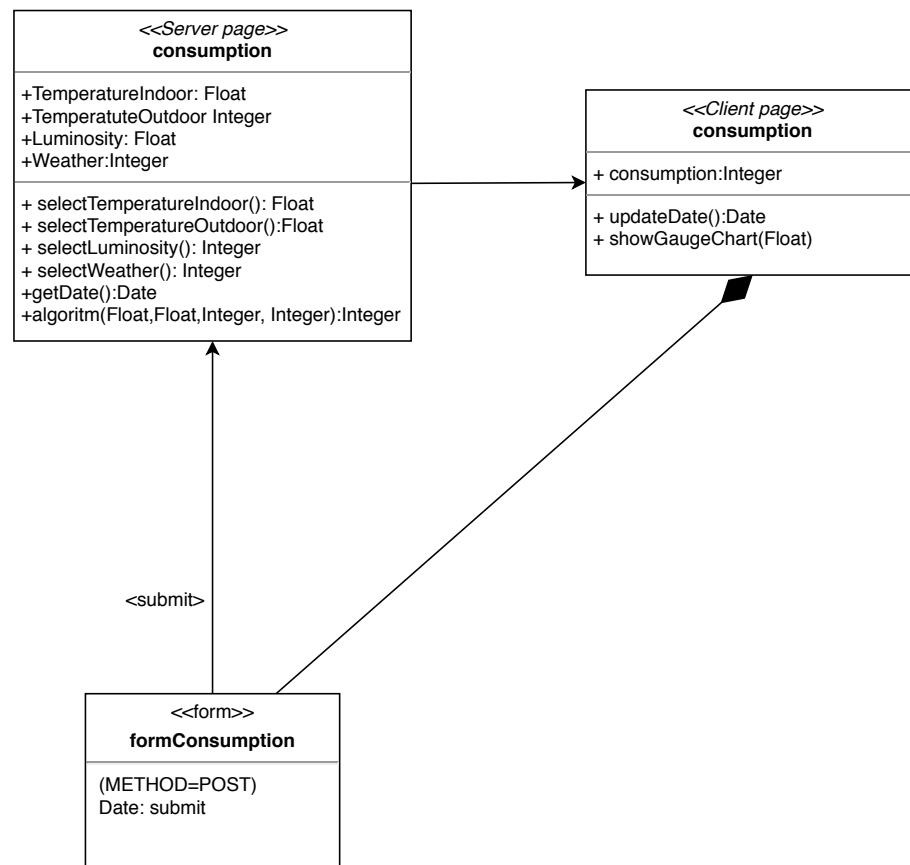 <<Server page>>
consumption
+TemperatureIndoor: Float
+TemperatuteOutdoor Integer
+Luminosity: Float
+Weather:Integer
+ selectTemperatureIndoor(): Float
+ selectTemperatureOutdoor():Float
+ selectLuminosity(): Integer
+ selectWeather(): Integer
+getDate():Date
+algoritm(Float,Float,Integer, Integer):Integer
<<Client page>>
consumption
+ consumption:Integer
+ updateDate():Date
+ showGaugeChart(Float)
<submit>
<<form>>
formConsumption
(METHOD=POST)
Date: submit